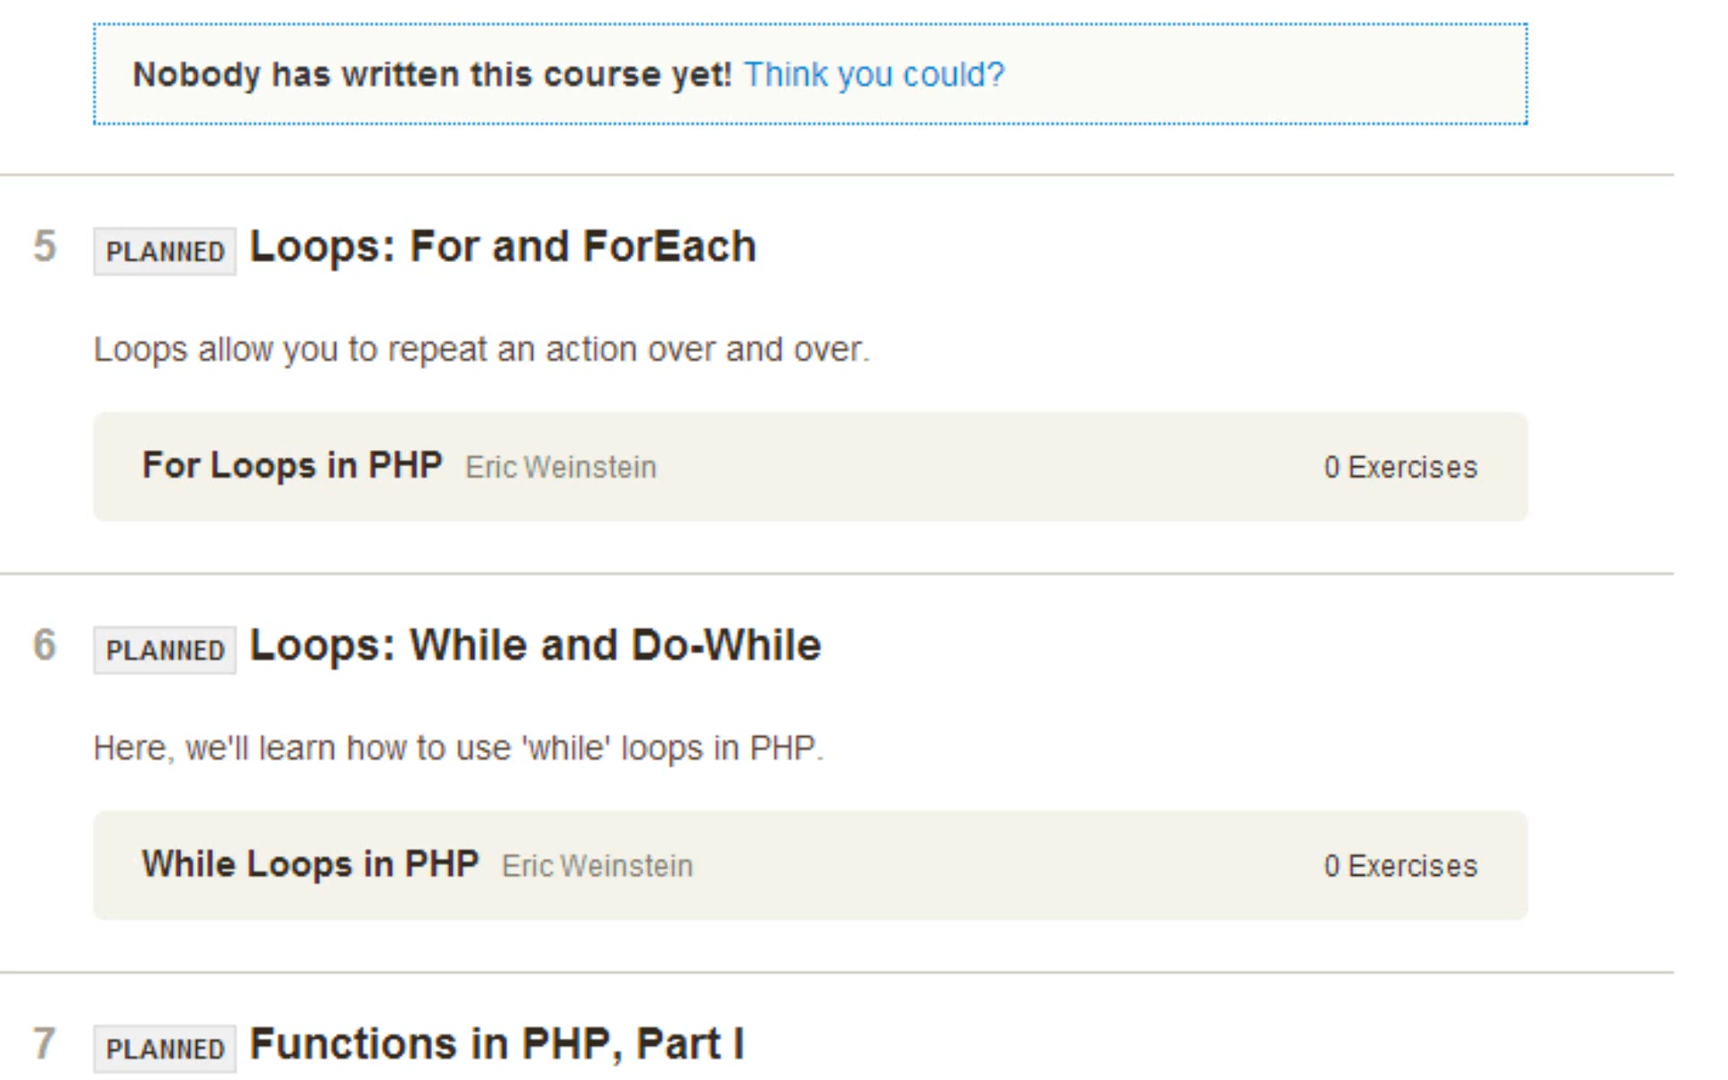 Nobody has written this course yet! Think you could?
5 PLANNED Loops: For and ForEach
Loops allow you to repeat an action over and over.
For Loops in PHP Eric Weinstein 0 Exercises
6 PLANNED Loops: While and Do-While
Here, we'll learn how to use 'while' loops in PHP.
While Loops in PHP Eric Weinstein 0 Exercises
7 PLANNED Functions in PHP, Part I